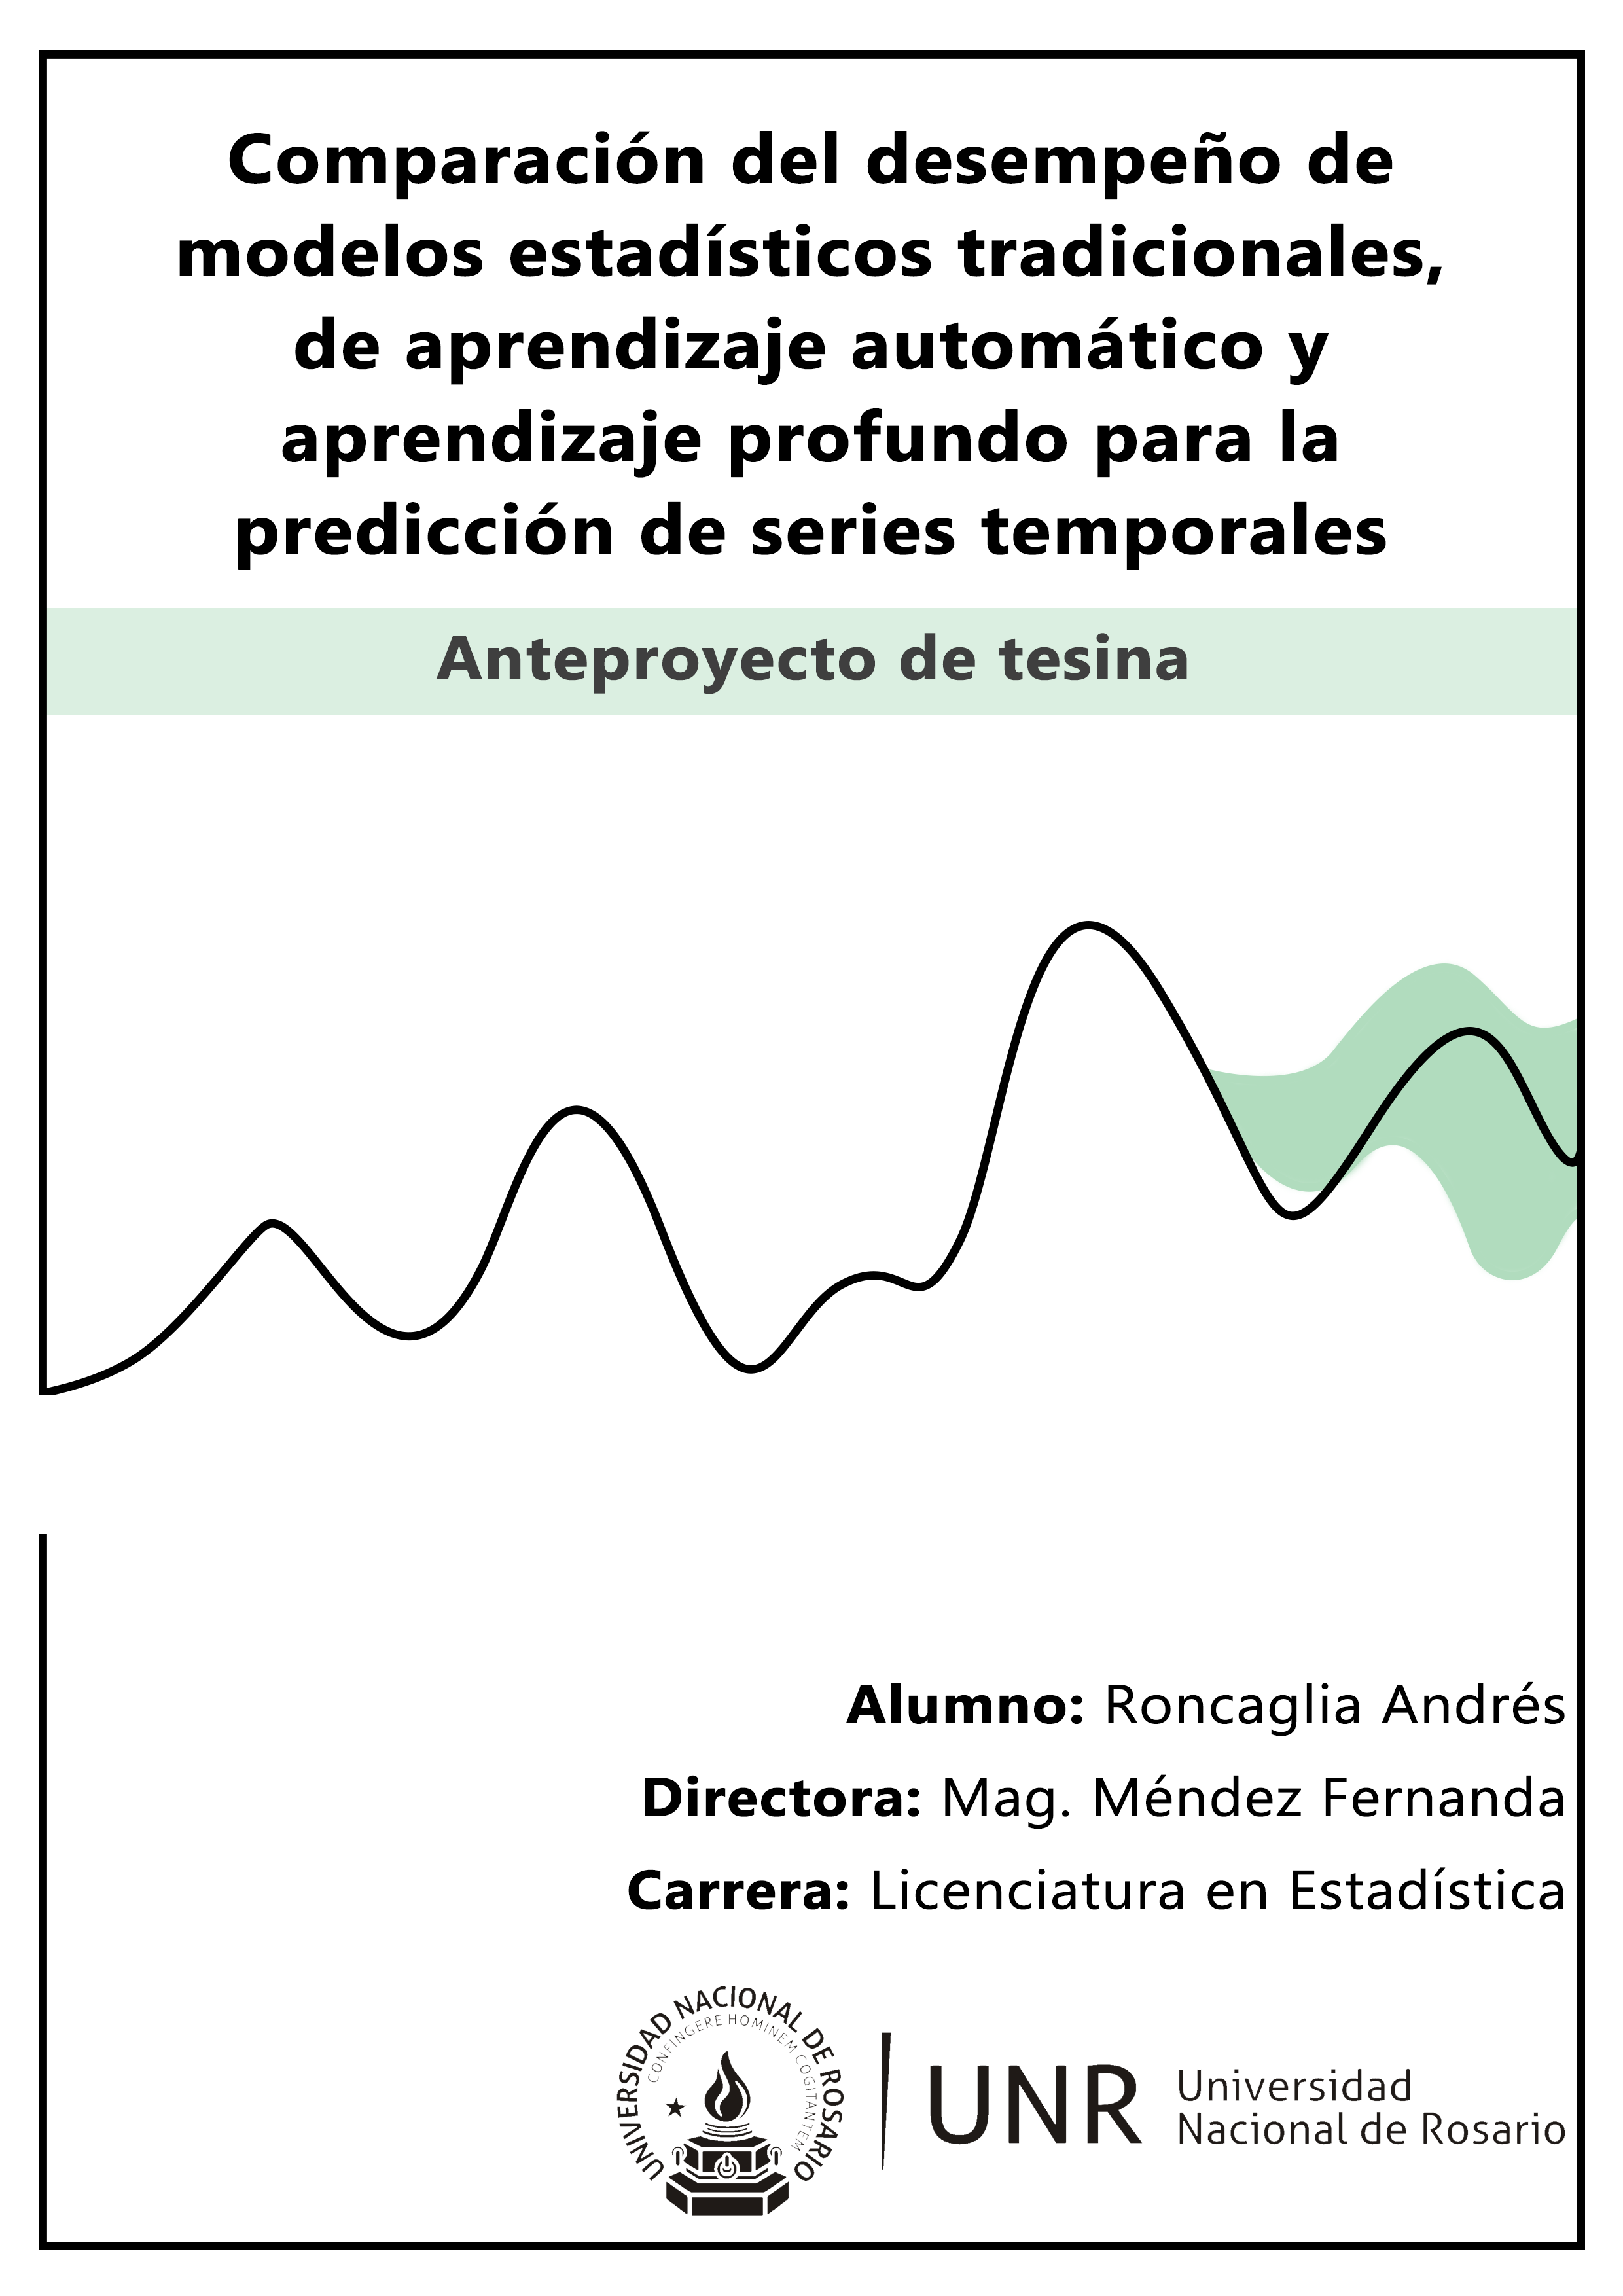 Comparación del desempeño de
modelos estadísticos tradicionales,
de aprendizaje automático y
aprendizaje profundo para la
predicción de series temporales
Anteproyecto de tesina
Alumno: Roncaglia Andrés
Directora: Mag. Méndez Fernanda
Carrera: Licenciatura en Estadística
UNIVERSIDAD NACIONAL DE ROSARIO
CONFINGERE HOMINEM COGITANTEM
UNR
Universidad
Nacional de Rosario